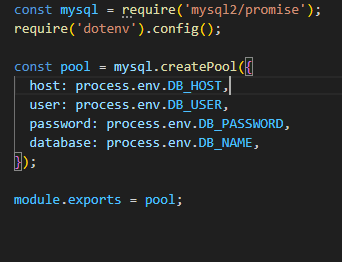 const mysql = require('mysql2/promise');
require('dotenv').config();
const pool = mysql.createPool({
  host: process.env.DB_HOST,
  user: process.env.DB_USER,
  password: process.env.DB_PASSWORD,
  database: process.env.DB_NAME,
});
module.exports = pool;